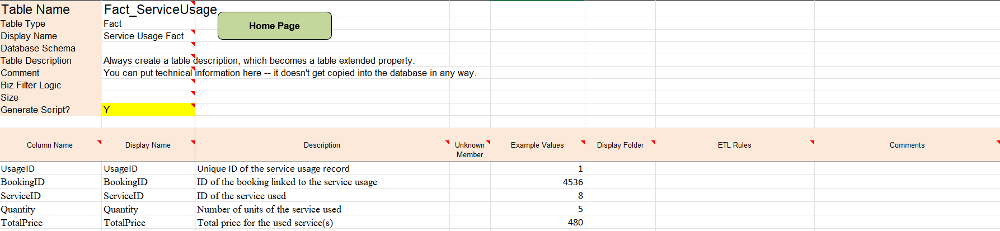 Table Name Fact_ServiceUsage
Table Type Fact
Home Page
Display Name Service Usage Fact
Database Schema
Table Description Always create a table description, which becomes a table extended property.
Comment You can put technical information here -- it doesn't get copied into the database in any way.
Biz Filter Logic
Size
Generate Script? Y
Column Name Display Name Description Unknown Member Example Values Display Folder ETL Rules Comments
UsageID UsageID Unique ID of the service usage record 1
BookingID BookingID ID of the booking linked to the service usage 4536
ServiceID ServiceID ID of the service used 8
Quantity Quantity Number of units of the service used 5
TotalPrice TotalPrice Total price for the used service(s) 480